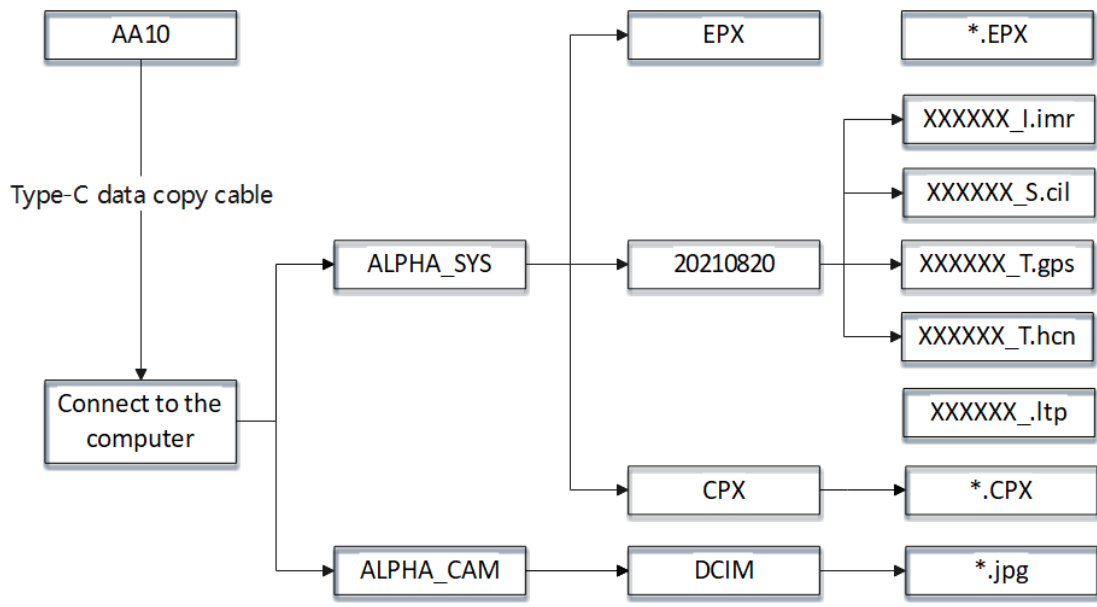 AA10
EPX
*.EPX
XXXXXX_I.imr
Type-C data copy cable
XXXXXX_S.cil
ALPHA_SYS
20210820
XXXXXX_T.gps
XXXXXX_T.hcn
Connect to the
computer
XXXXXX_.ltp
CPX
*.CPX
ALPHA_CAM
DCIM
*.jpg